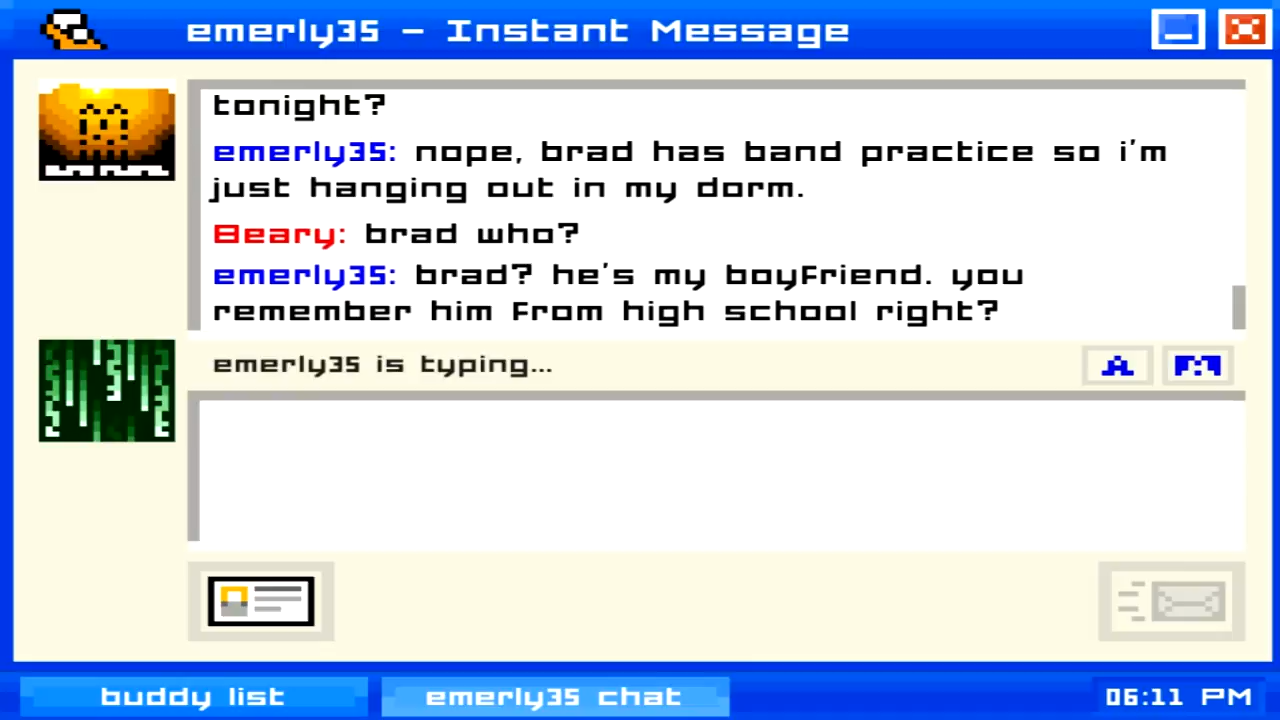 emerly35 - Instant Message
tonight?
emerly35: nope, brad has band practice so i'm
just hanging out in my dorm.
Beary: brad who?
emerly35: brad? he's my boyfriend. you
remember him from high school right?
emerly35 is typing...
A
buddy list
emerly35 chat
06:11 PM